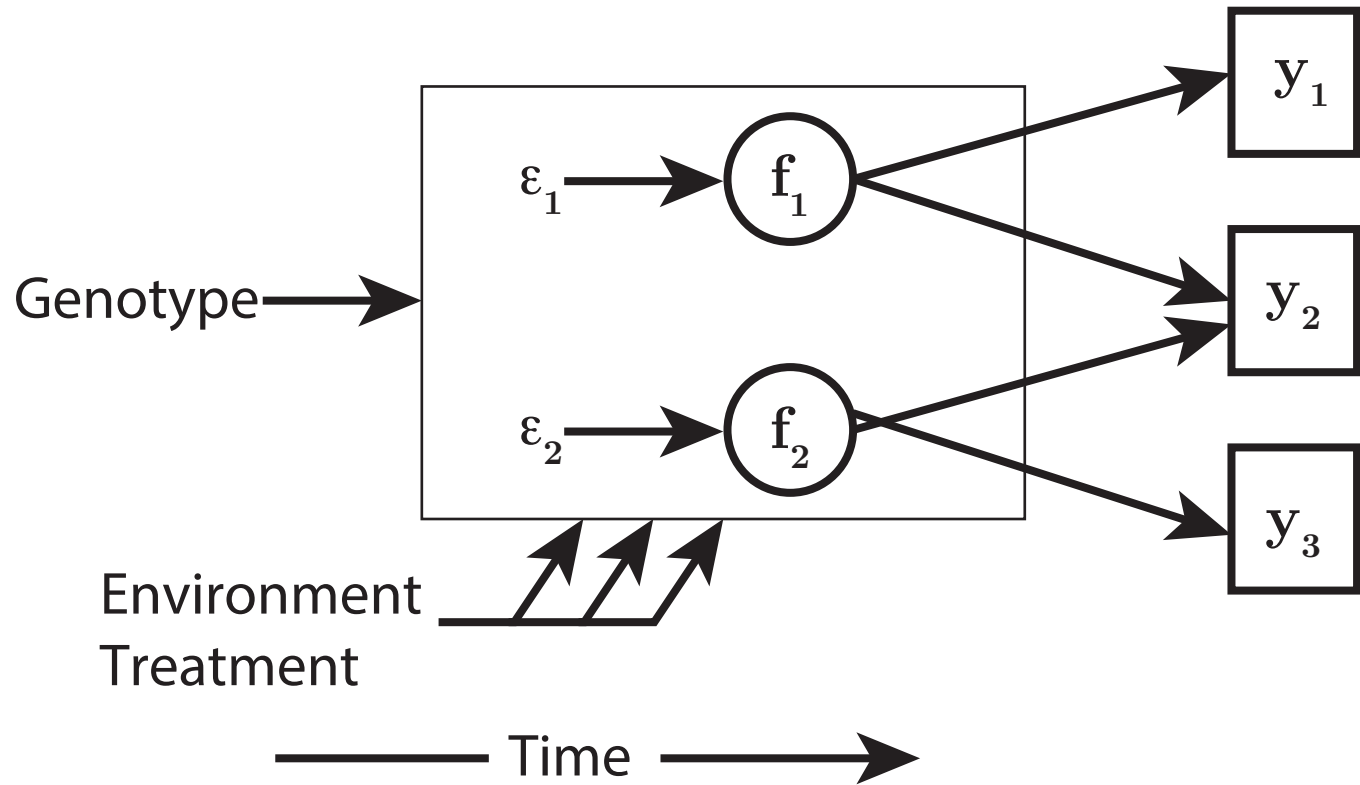 y₁
ε₁ f₁
Genotype
y₂
ε₂ f₂
y₃
Environment
Treatment
Time